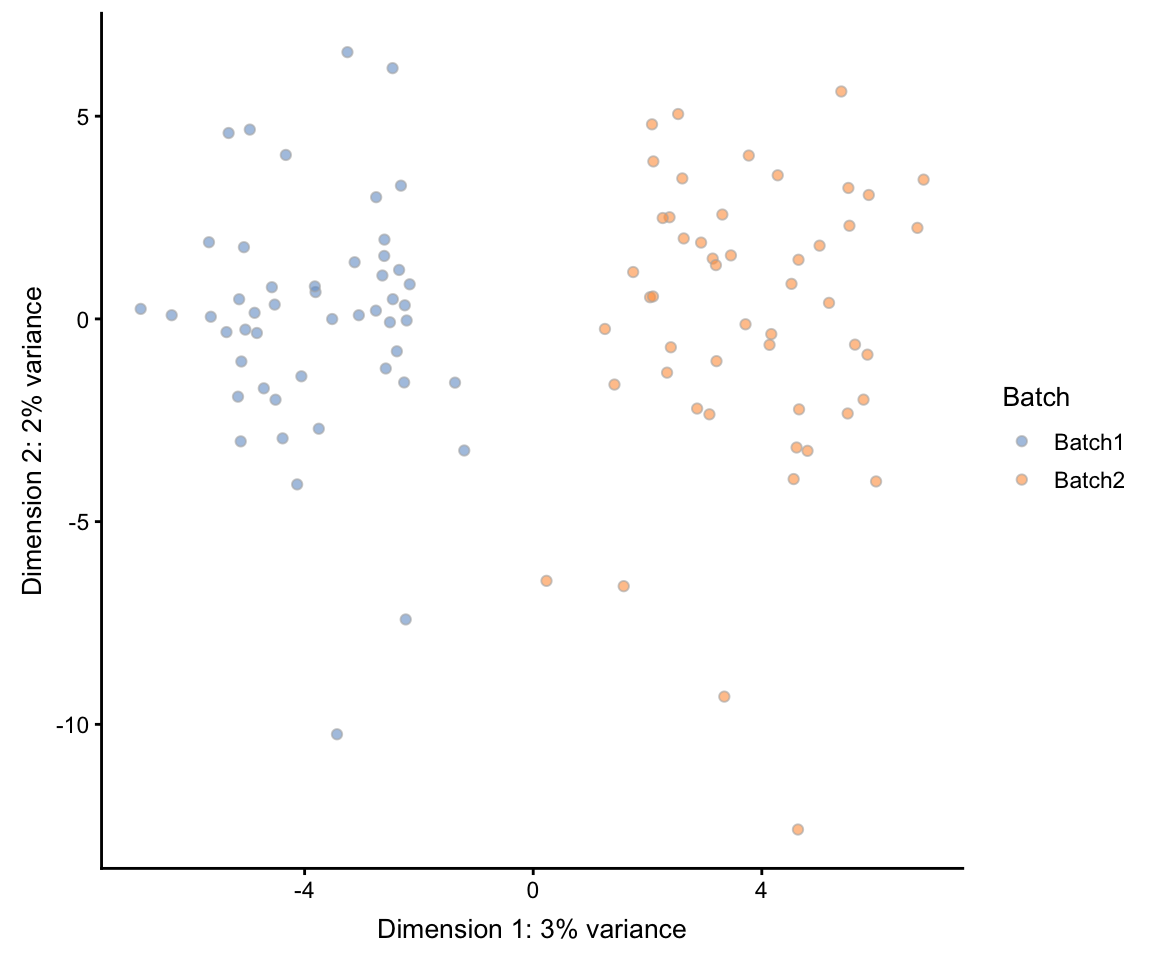 5
0
-5
-10
-4
0
4
Dimension 2: 2% variance
Dimension 1: 3% variance
Batch
Batch1
Batch2